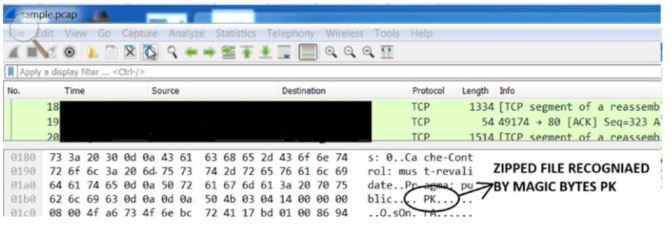 sample.pcap
File Edit View Go Capture Analyze Statistics Telephony Wireless Tools Help
Apply a display filter ... <Ctrl-/>
No. Time Source Destination Protocol Length Info
18 TCP 1334 [TCP segment of a reassemb
19 TCP 54 49174 → 80 [ACK] Seq=323 A
20 TCP 1514 [TCP segment of a reassemb
0180 73 3a 20 30 0d 0a 43 61 63 68 65 2d 43 6f 6e 74 s: 0..Ca che-Cont
0190 72 6f 6c 3a 20 6d 75 73 74 2d 72 65 76 61 6c 69 rol: mus t-revali
01a0 64 61 74 65 0d 0a 50 72 61 67 6d 61 3a 20 70 75 date..Pr agma: pu
01b0 62 6c 69 63 0d 0a 0d 0a 50 4b 03 04 14 00 00 00 blic.... PK......
01c0 08 00 4f a6 73 4f 6e bc 72 41 17 bd 01 00 86 94 ..O.sOn. rA......
ZIPPED FILE RECOGNIAED
BY MAGIC BYTES PK